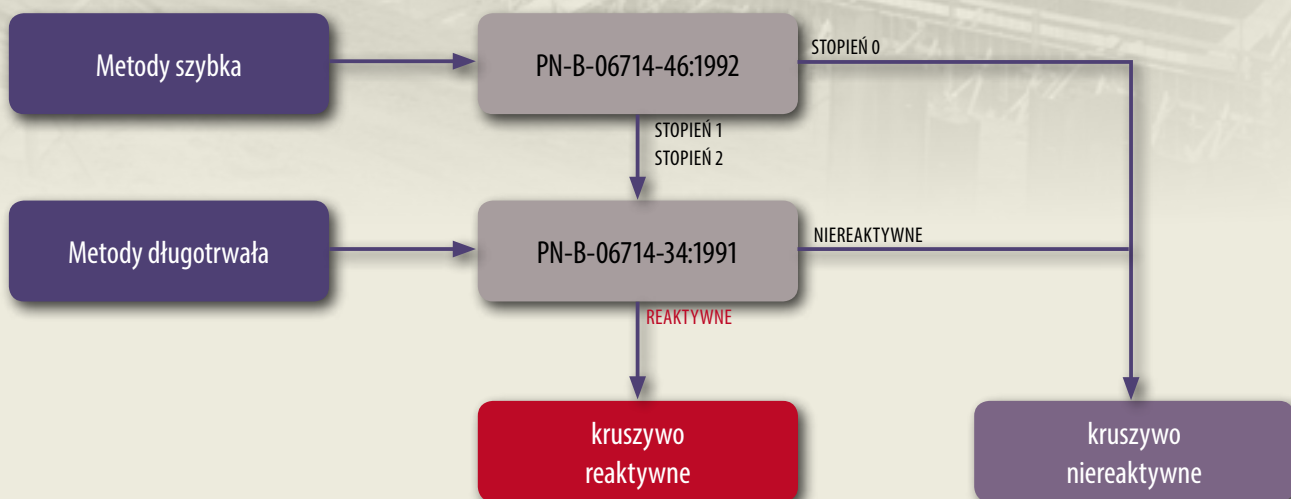 Metody szybka
PN-B-06714-46:1992
STOPIEŃ 0
STOPIEŃ 1
STOPIEŃ 2
Metody długotrwała
PN-B-06714-34:1991
NIEREAKTYWNE
REAKTYWNE
kruszywo
reaktywne
kruszywo
niereaktywne